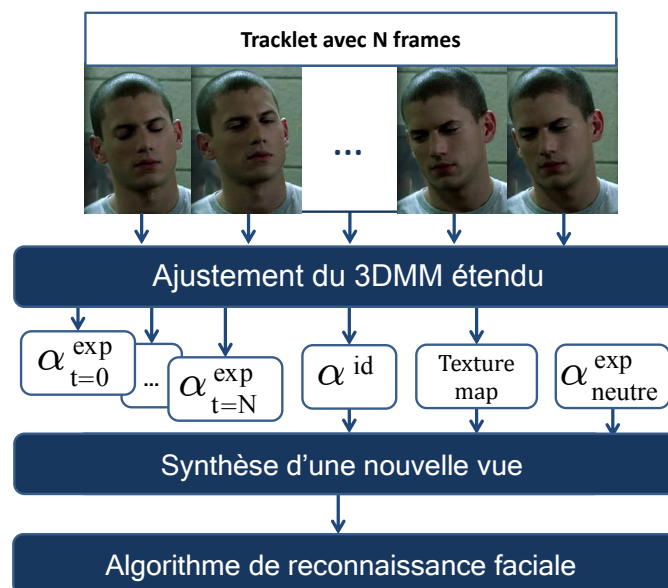 Tracklet avec N frames
...
Ajustement du 3DMM étendu
α exp t=0
...
α exp t=N
α id
Texture
map
α exp neutre
Synthèse d'une nouvelle vue
Algorithme de reconnaissance faciale